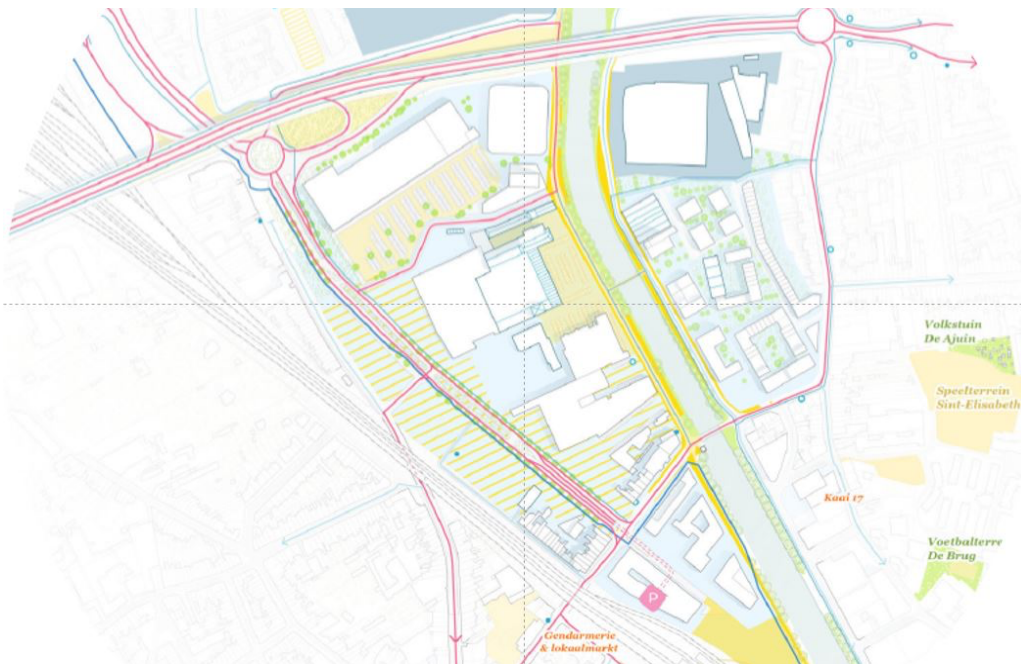 Volkstuin
De Ajuin
Speelterrein
Sint-Elisabeth
Kaai 17
Voetbalterre
De Brug
P
Gendarmerie
& lokaalmarkt